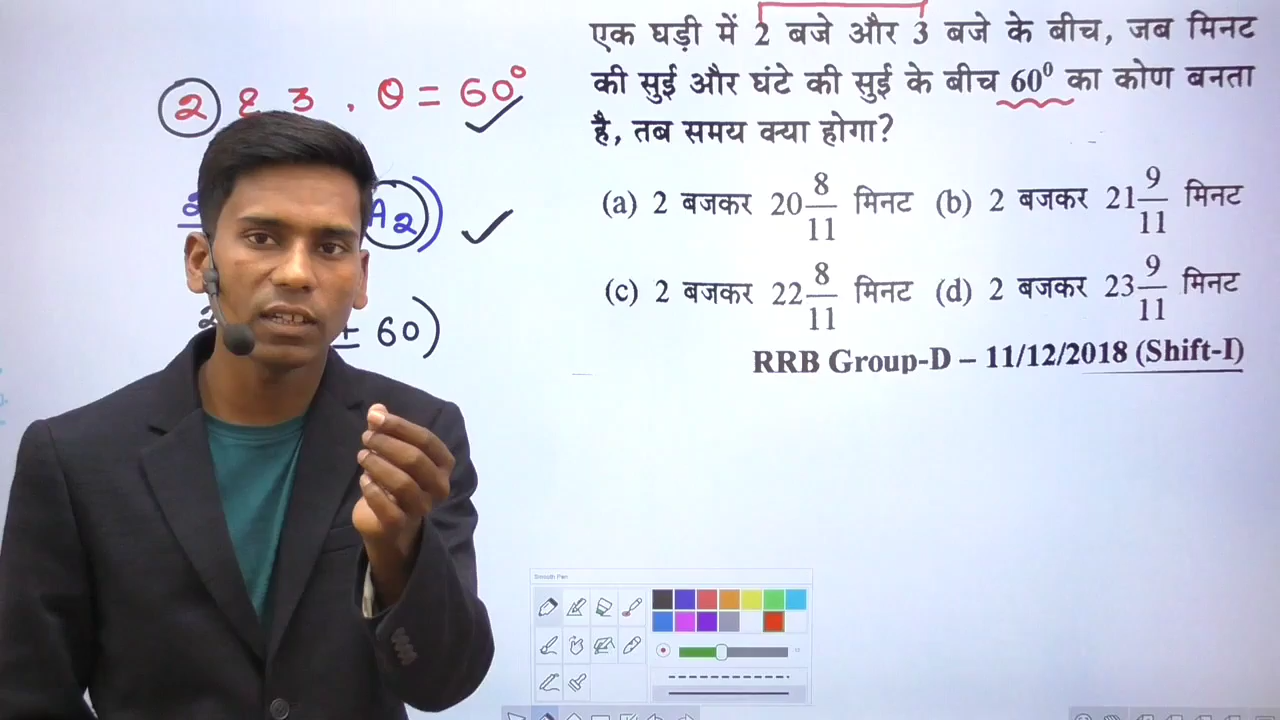 2 & 3 , θ = 60°
A2)
± 60)
एक घड़ी में 2 बजे और 3 बजे के बीच, जब मिनट
की सुई और घंटे की सुई के बीच 60⁰ का कोण बनता
है, तब समय क्या होगा?
(a) 2 बजकर 20 8/11 मिनट (b) 2 बजकर 21 9/11 मिनट
(c) 2 बजकर 22 8/11 मिनट (d) 2 बजकर 23 9/11 मिनट
RRB Group-D – 11/12/2018 (Shift-I)
Smooth Pen